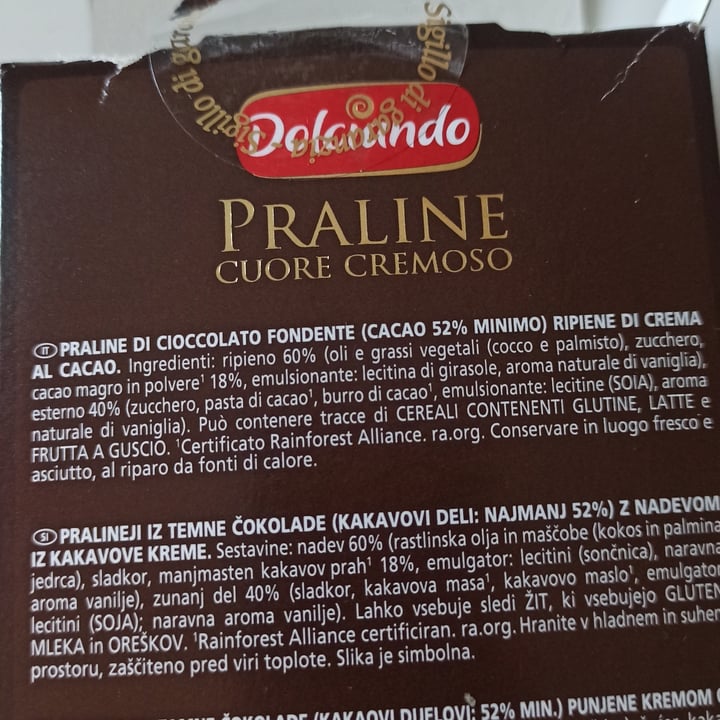 Sigillo di garanzia - Sigillo di
Dolciando
PRALINE
CUORE CREMOSO
IT PRALINE DI CIOCCOLATO FONDENTE (CACAO 52% MINIMO) RIPIENE DI CREMA
AL CACAO. Ingredienti: ripieno 60% (oli e grassi vegetali (cocco e palmisto), zucchero,
cacao magro in polvere¹ 18%, emulsionante: lecitina di girasole, aroma naturale di vaniglia),
esterno 40% (zucchero, pasta di cacao¹, burro di cacao¹, emulsionante: lecitine (SOIA), aroma
naturale di vaniglia). Può contenere tracce di CEREALI CONTENENTI GLUTINE, LATTE e
FRUTTA A GUSCIO. ¹Certificato Rainforest Alliance. ra.org. Conservare in luogo fresco e
asciutto, al riparo da fonti di calore.
SI PRALINEJI IZ TEMNE ČOKOLADE (KAKAVOVI DELI: NAJMANJ 52%) Z NADEVOM
IZ KAKAVOVE KREME. Sestavine: nadev 60% (rastlinska olja in maščobe (kokos in palmina
jedrca), sladkor, manjmasten kakavov prah¹ 18%, emulgator: lecitini (sončnica), naravna
aroma vanilje), zunanj del 40% (sladkor, kakavova masa¹, kakavovo maslo¹, emulgator
lecitini (SOJA), naravna aroma vanilje). Lahko vsebuje sledi ŽIT, ki vsebujejo GLUTEN
MLEKA in OREŠKOV. ¹Rainforest Alliance certificiran. ra.org. Hranite v hladnem in suhem
prostoru, zaščiteno pred viri toplote. Slika je simbolna.
ČOKOLADE (KAKAOVI DIJELOVI: 52% MIN.) PUNJENE KREMOM